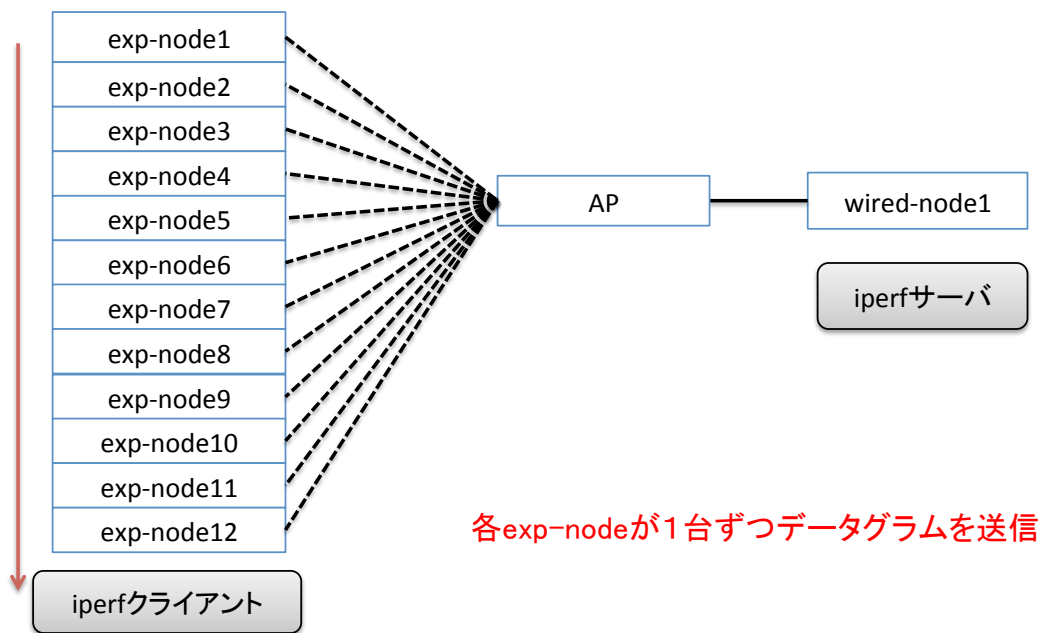 exp-node1
exp-node2
exp-node3
exp-node4
exp-node5
exp-node6
exp-node7
exp-node8
exp-node9
exp-node10
exp-node11
exp-node12
iperfクライアント
AP
wired-node1
iperfサーバ
各exp-nodeが１台ずつデータグラムを送信